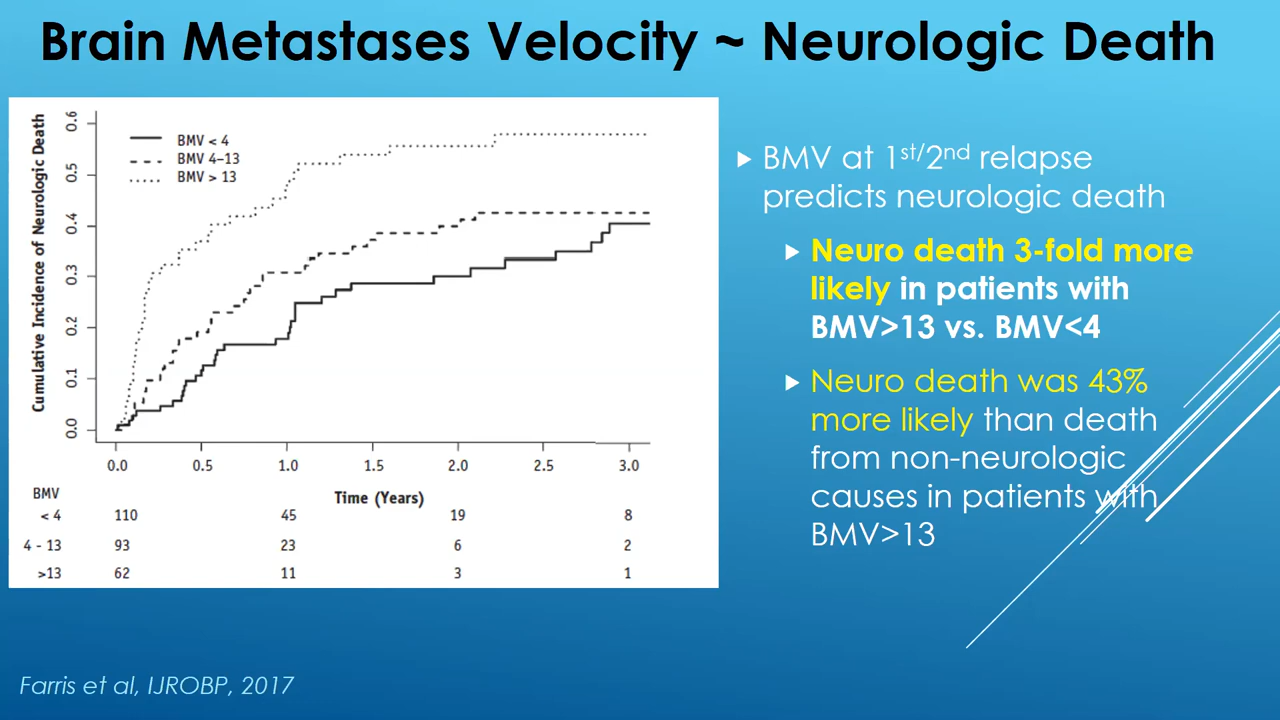 Brain Metastases Velocity ~ Neurologic Death
Cumulative Incidence of Neurologic Death
0.6
0.5
0.4
0.3
0.2
0.1
0.0
BMV < 4
BMV 4–13
BMV > 13
0.0 0.5 1.0 1.5 2.0 2.5 3.0
Time (Years)
BMV
< 4 110 45 19 8
4 - 13 93 23 6 2
>13 62 11 3 1
BMV at 1st/2nd relapse
predicts neurologic death
Neuro death 3-fold more
likely in patients with
BMV>13 vs. BMV<4
Neuro death was 43%
more likely than death
from non-neurologic
causes in patients with
BMV>13
Farris et al, IJROBP, 2017